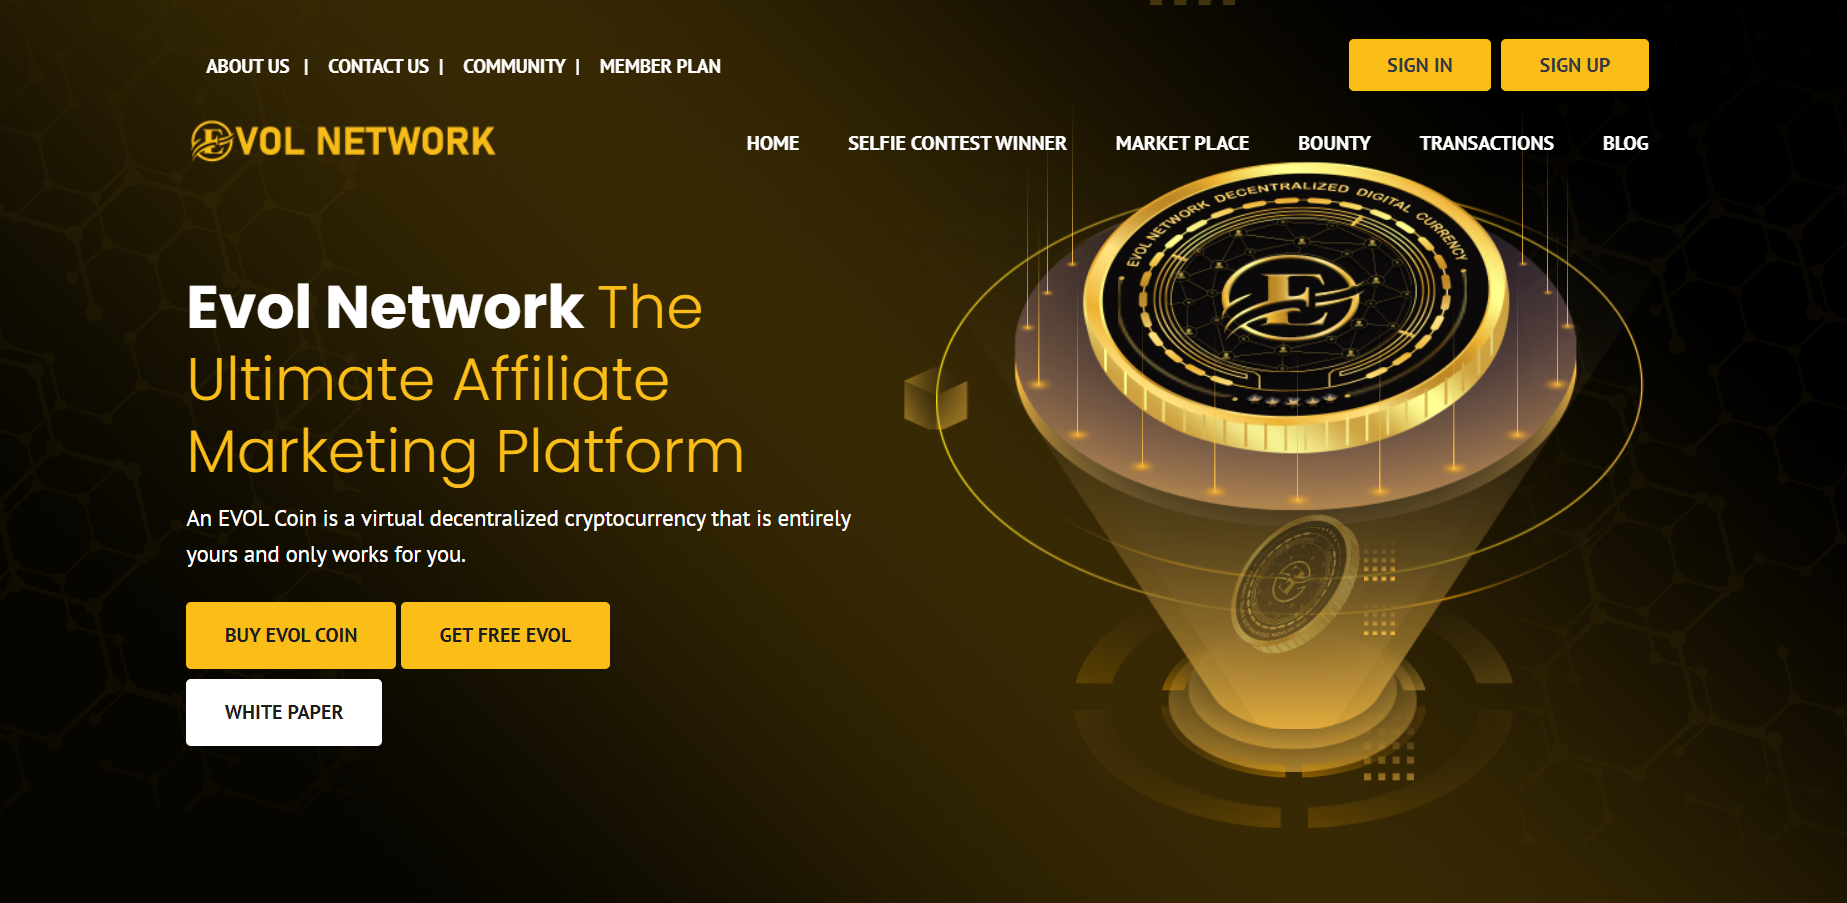 ABOUT US | CONTACT US | COMMUNITY | MEMBER PLAN
SIGN IN
SIGN UP
EVOL NETWORK
HOME
SELFIE CONTEST WINNER
MARKET PLACE
BOUNTY
TRANSACTIONS
BLOG
EVOL NETWORK DECENTRALIZED DIGITAL CURRENCY
E
Evol Network The
Ultimate Affiliate
Marketing Platform
An EVOL Coin is a virtual decentralized cryptocurrency that is entirely
yours and only works for you.
BUY EVOL COIN
GET FREE EVOL
WHITE PAPER